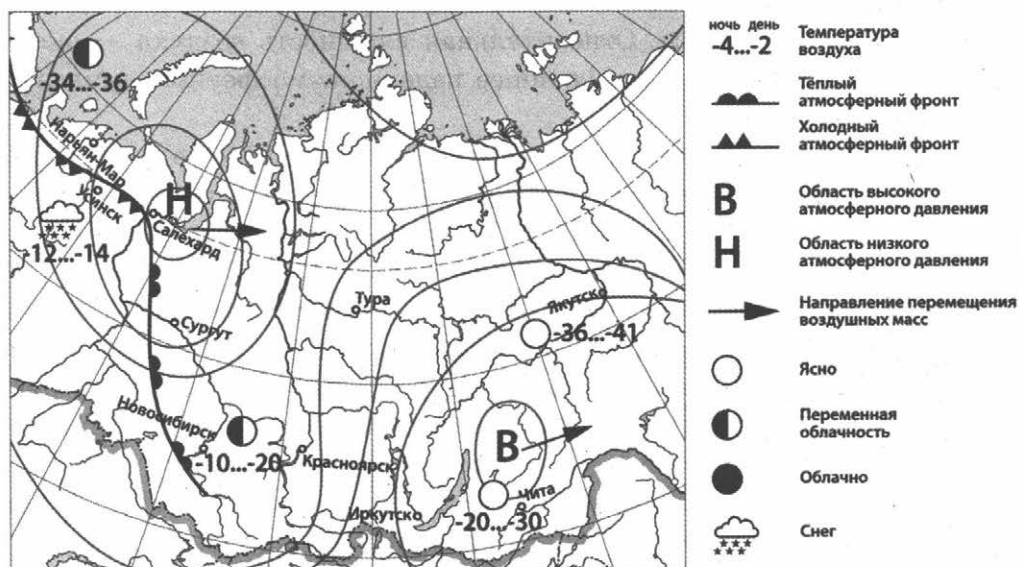 -34...-36
Нарьян-Мар
Усинск
Н
Салехард
-12...-14
Сургут
Тура
Якутск
-36...-41
Новосибирск
-10...-20
Красноярск
В
Иркутск
Чита
-20...-30
ночь день
-4...-2
Температура
воздуха
Тёплый
атмосферный фронт
Холодный
атмосферный фронт
В
Область высокого
атмосферного давления
Н
Область низкого
атмосферного давления
Направление перемещения
воздушных масс
Ясно
Переменная
облачность
Облачно
Снег